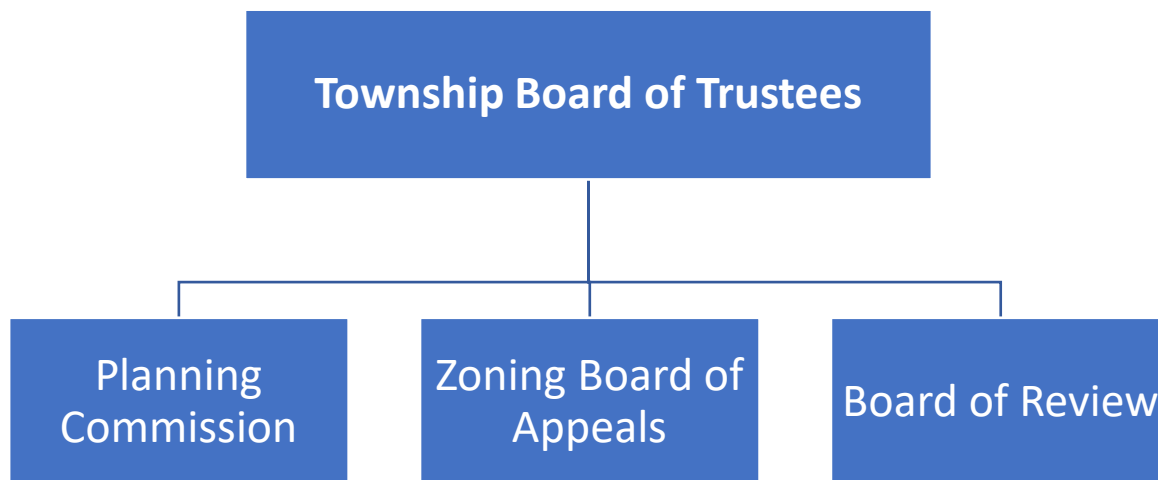 Township Board of Trustees
Planning
Commission
Zoning Board of
Appeals
Board of Review